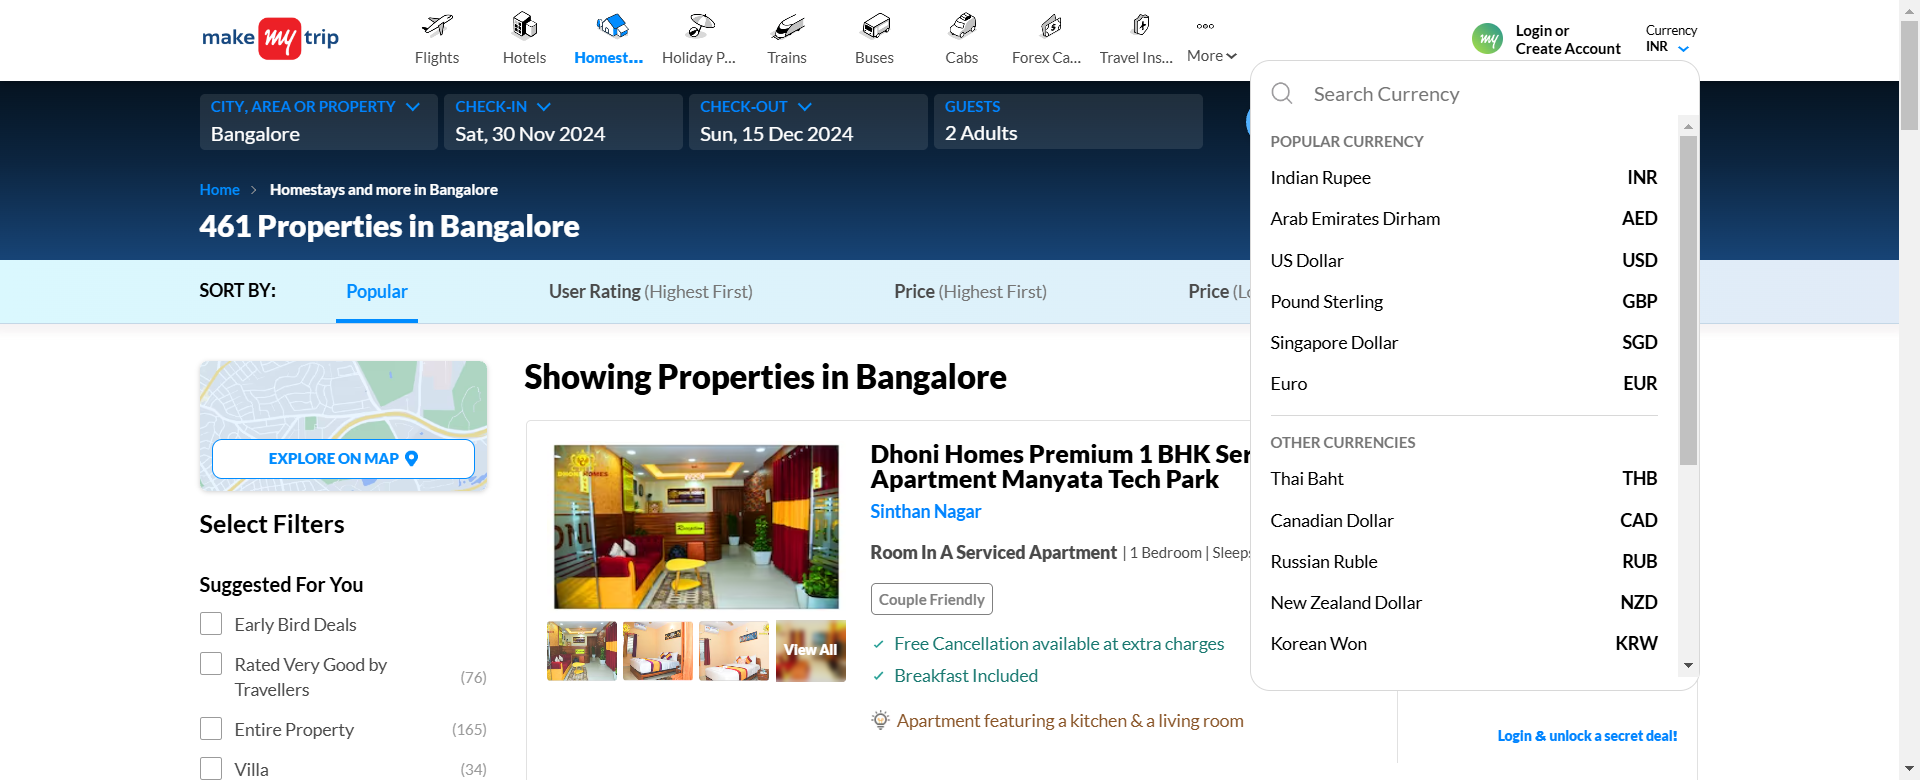 make my trip
Flights
Hotels
Homest...
Holiday P...
Trains
Buses
Cabs
Forex Ca...
Travel Ins...
More
my
Login or
Create Account
Currency
INR
CITY, AREA OR PROPERTY
Bangalore
CHECK-IN
Sat, 30 Nov 2024
CHECK-OUT
Sun, 15 Dec 2024
GUESTS
2 Adults
Home > Homestays and more in Bangalore
461 Properties in Bangalore
SORT BY:
Popular
User Rating (Highest First)
Price (Highest First)
Price
Search Currency
POPULAR CURRENCY
Indian Rupee INR
Arab Emirates Dirham AED
US Dollar USD
Pound Sterling GBP
Singapore Dollar SGD
Euro EUR
OTHER CURRENCIES
Thai Baht THB
Canadian Dollar CAD
Russian Ruble RUB
New Zealand Dollar NZD
Korean Won KRW
EXPLORE ON MAP
Select Filters
Suggested For You
Early Bird Deals
Rated Very Good by
Travellers (76)
Entire Property (165)
Villa (34)
Showing Properties in Bangalore
DHONI HOMES
View All
Dhoni Homes Premium 1 BHK
Apartment Manyata Tech Park
Sinthan Nagar
Room In A Serviced Apartment | 1 Bedroom | Sleeps
Couple Friendly
Free Cancellation available at extra charges
Breakfast Included
Apartment featuring a kitchen & a living room
Login & unlock a secret deal!